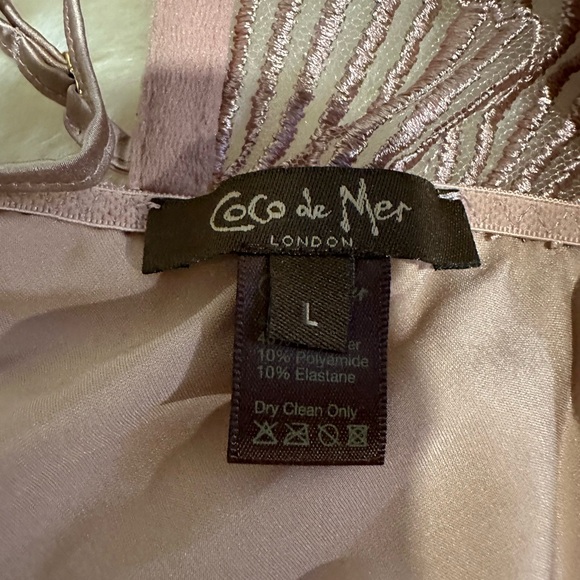 Coco de Mer
LONDON
L
10% Polyamide
10% Elastane
Dry Clean Only